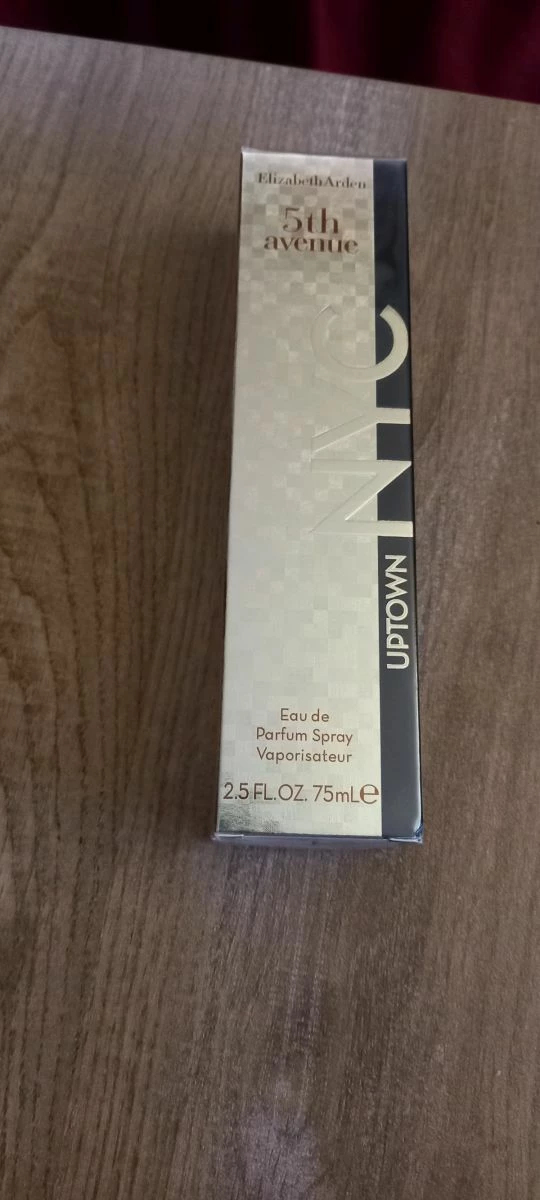 ElizabethArden
5th
avenue
NYC
UPTOWN
Eau de
Parfum Spray
Vaporisateur
2.5 FL.OZ. 75mL℮